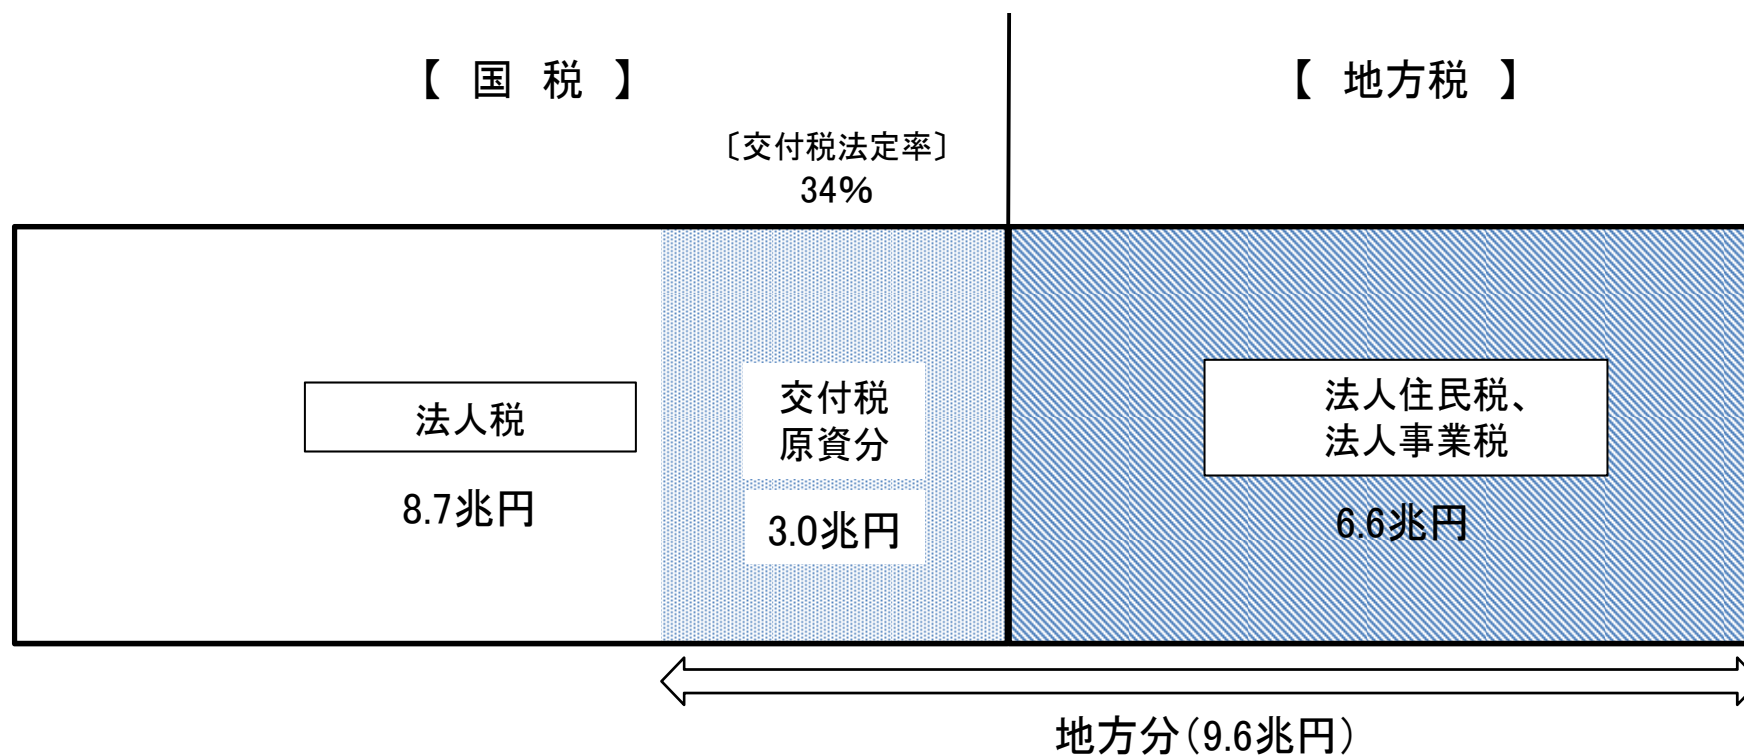 【 国 税 】
【 地方税 】
〔交付税法定率〕
34%
法人税
8.7兆円
交付税
原資分
3.0兆円
法人住民税、
法人事業税
6.6兆円
地方分(9.6兆円)